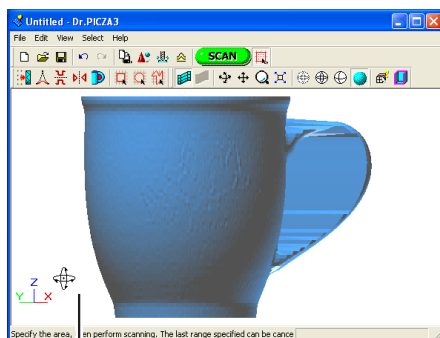 Untitled - Dr.PICZA3
File Edit View Select Help
SCAN
Z
Y X
Specify the area, en perform scanning. The last range specified can be cance